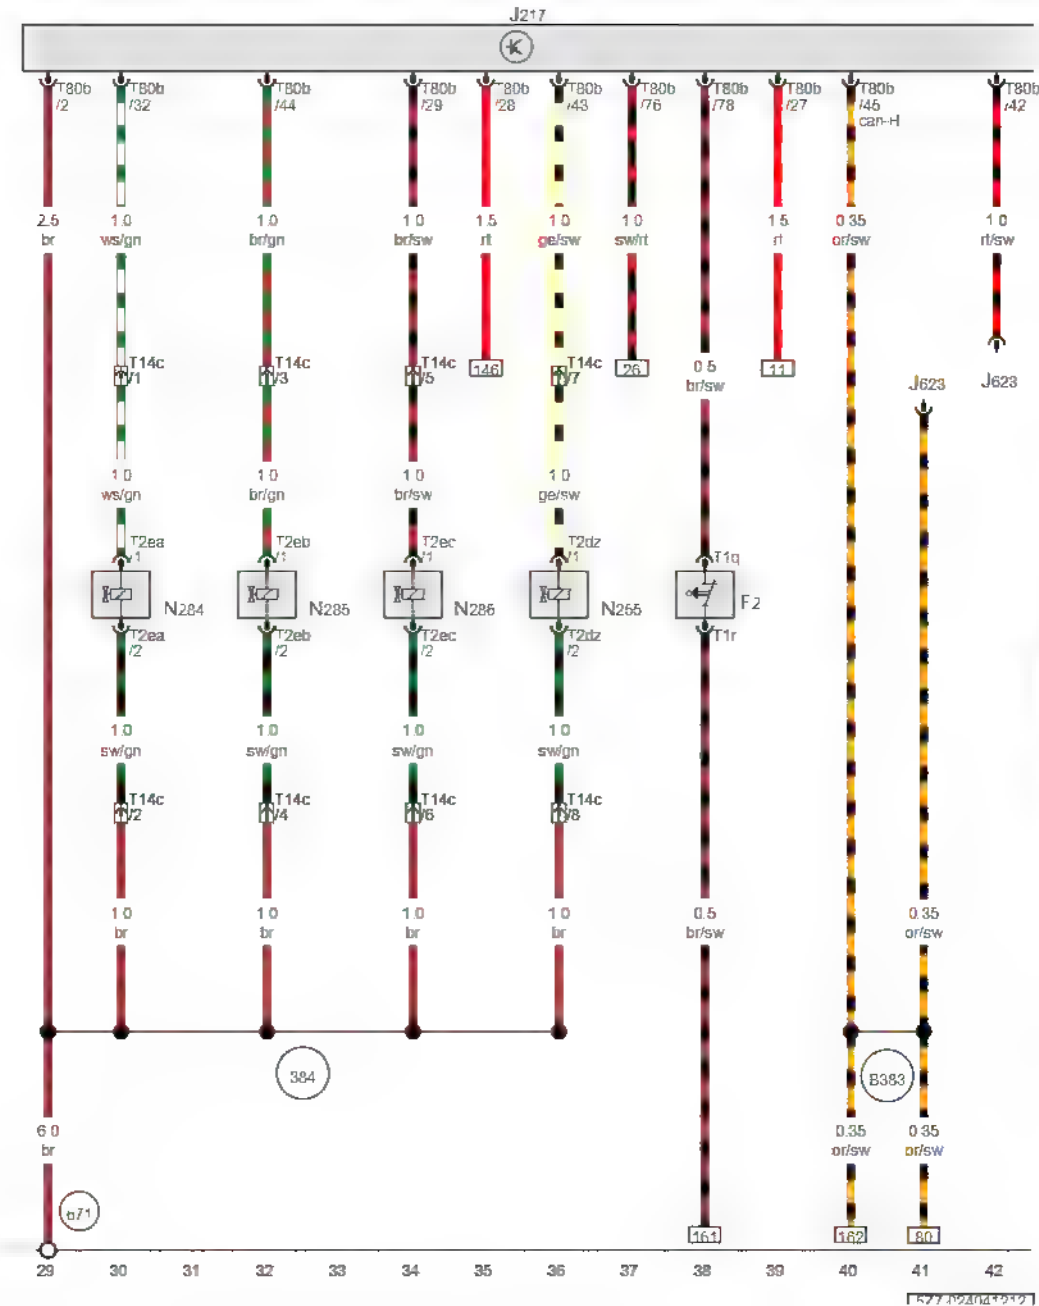 J217
K
T80b T80b T80b T80b T80b T80b T80b T80b T80b T80b T80b
/2 /32 /44 /29 /28 /43 /76 /78 /27 /45 /42
can-H
2.5 1.0 1.0 1.0 1.5 1.0 1.0 1.5 0.35 1.0
br ws/gn br/gn br/sw rt ge/sw sw/rt rt or/sw rt/sw
T14c T14c T14c T14c
/1 /3 /5 146 /7 26 0.5 11
br/sw J623 J623
1.0 1.0 1.0 1.0
ws/gn br/gn br/sw ge/sw
T2ea T2eb T2ec T2dz T1q
/1 /1 /1 /1
N284 N285 N286 N265 F2
T2ea T2eb T2ec T2dz T1r
/2 /2 /2 /2
1.0 1.0 1.0 1.0
sw/gn sw/gn sw/gn sw/gn
T14c T14c T14c T14c
/2 /4 /6 /8
1.0 1.0 1.0 1.0 0.5 0.35
br br br br br/sw or/sw
384 B383
6.0 0.35 0.35
br or/sw or/sw
671
161 162 80
29 30 31 32 33 34 35 36 37 38 39 40 41 42